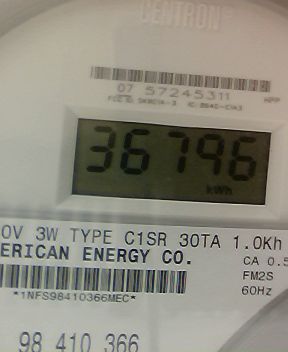 CENTRON®
07 57245311
36796
kWh
0V 3W TYPE C1SR 30TA 1.0Kh
ERICAN ENERGY CO.
CA 0.5
FM2S
*1NFS98410366MEC*
60Hz
98 410 366